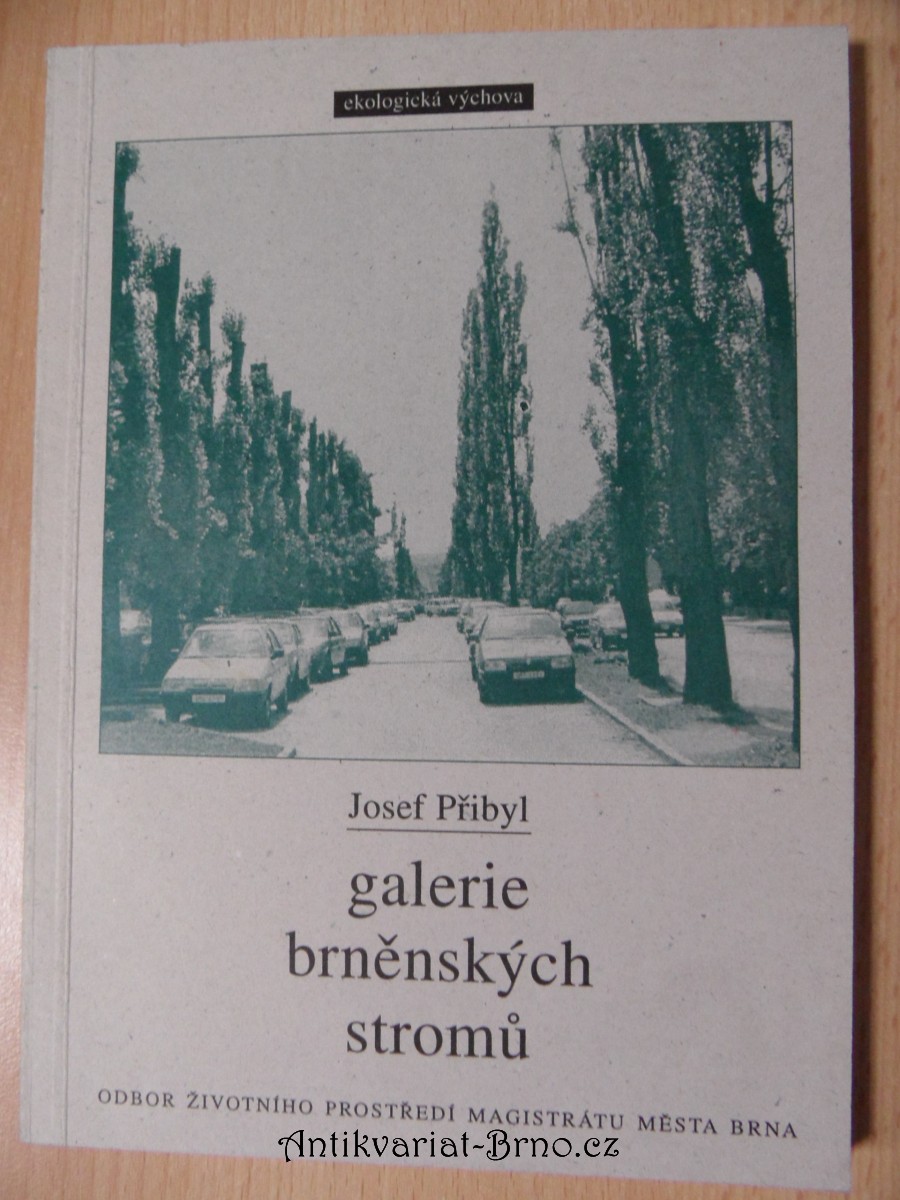 ekologická výchova
Josef Přibyl
galerie
brněnských
stromů
ODBOR ŽIVOTNÍHO PROSTŘEDÍ MAGISTRÁTU MĚSTA BRNA
Antikvariat-Brno.cz